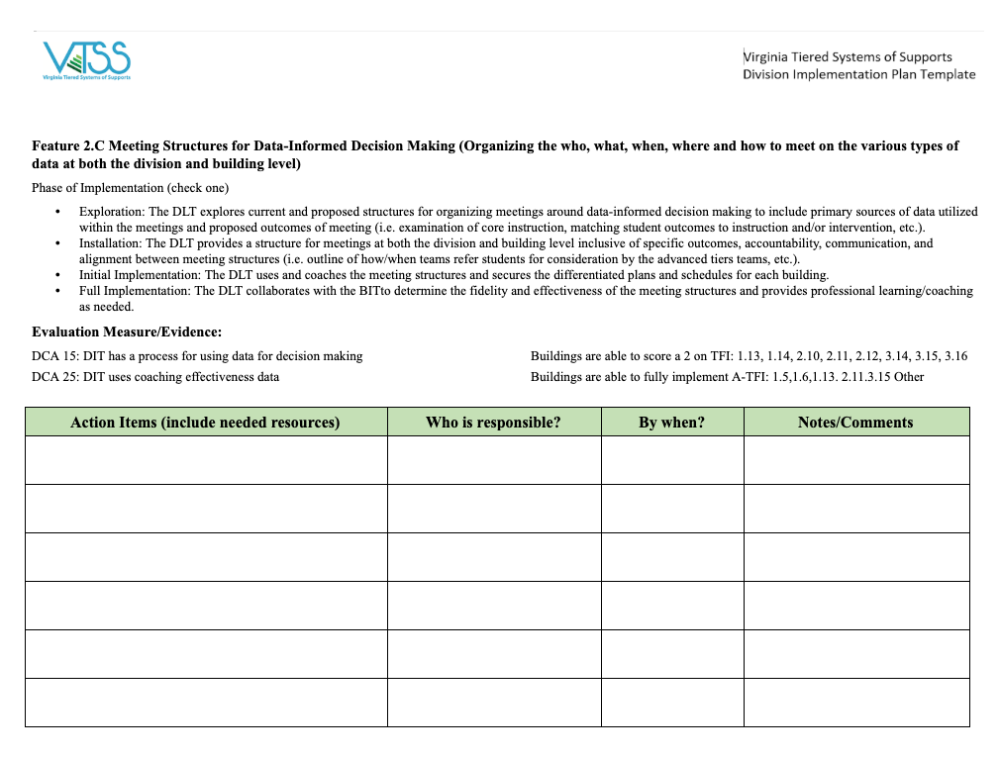 VTSS
Virginia Tiered Systems of Supports
Virginia Tiered Systems of Supports
Division Implementation Plan Template
Feature 2.C Meeting Structures for Data-Informed Decision Making (Organizing the who, what, when, where and how to meet on the various types of
data at both the division and building level)
Phase of Implementation (check one)
• Exploration: The DLT explores current and proposed structures for organizing meetings around data-informed decision making to include primary sources of data utilized
within the meetings and proposed outcomes of meeting (i.e. examination of core instruction, matching student outcomes to instruction and/or intervention, etc.).
• Installation: The DLT provides a structure for meetings at both the division and building level inclusive of specific outcomes, accountability, communication, and
alignment between meeting structures (i.e. outline of how/when teams refer students for consideration by the advanced tiers teams, etc.).
• Initial Implementation: The DLT uses and coaches the meeting structures and secures the differentiated plans and schedules for each building.
• Full Implementation: The DLT collaborates with the BITto determine the fidelity and effectiveness of the meeting structures and provides professional learning/coaching
as needed.
Evaluation Measure/Evidence:
DCA 15: DIT has a process for using data for decision making
Buildings are able to score a 2 on TFI: 1.13, 1.14, 2.10, 2.11, 2.12, 3.14, 3.15, 3.16
DCA 25: DIT uses coaching effectiveness data
Buildings are able to fully implement A-TFI: 1.5,1.6,1.13. 2.11.3.15 Other
Action Items (include needed resources) Who is responsible? By when? Notes/Comments